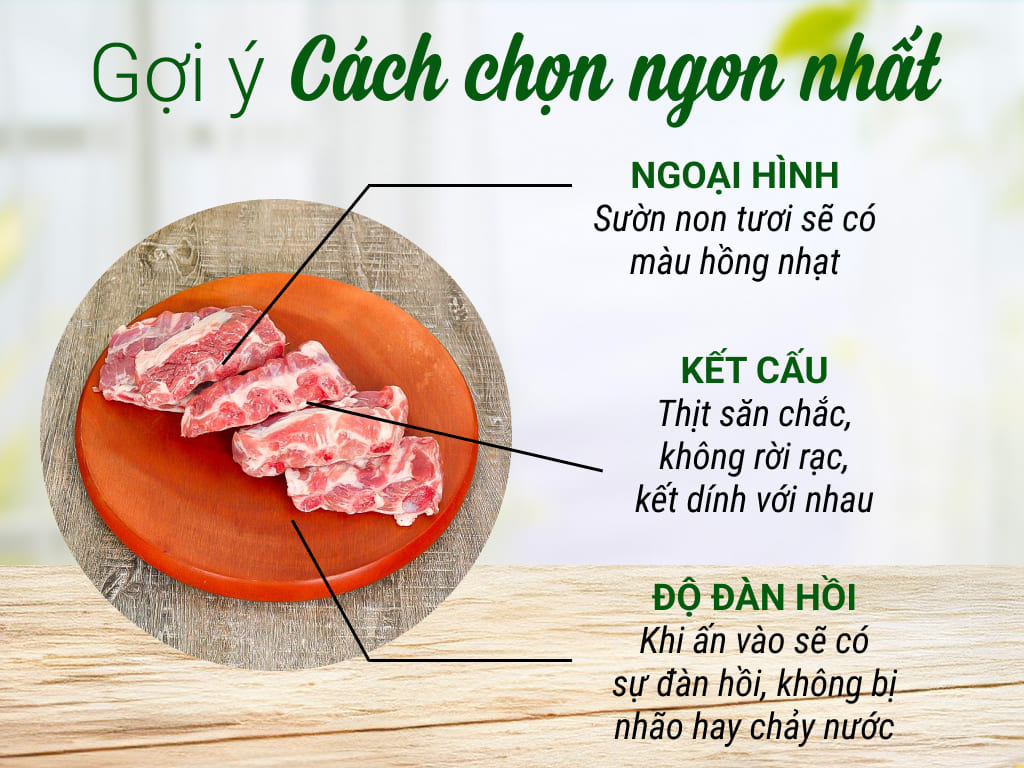 Gợi ý Cách chọn ngon nhất
NGOẠI HÌNH
Sườn non tươi sẽ có
màu hồng nhạt
KẾT CẤU
Thịt săn chắc,
không rời rạc,
kết dính với nhau
ĐỘ ĐÀN HỒI
Khi ấn vào sẽ có
sự đàn hồi, không bị
nhão hay chảy nước